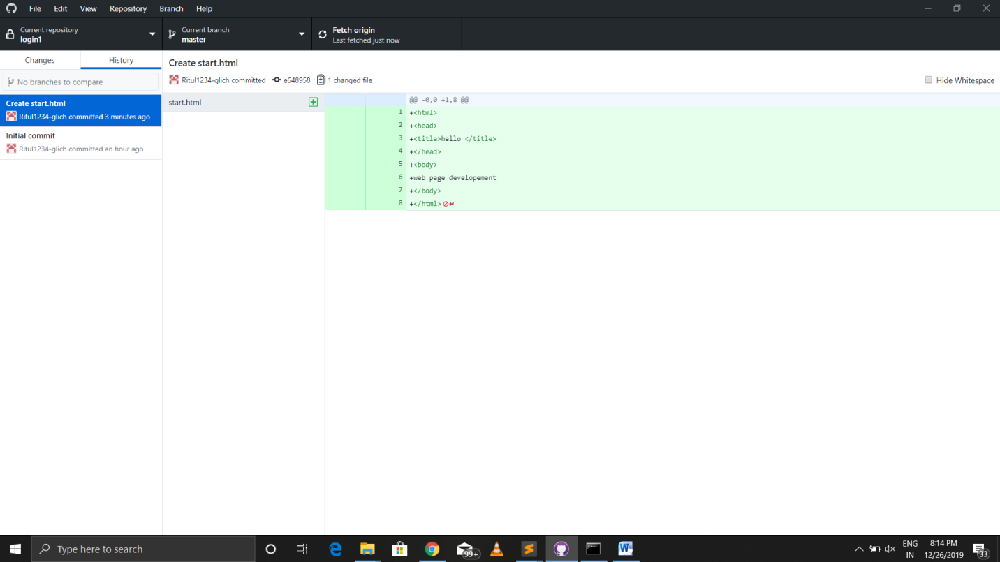 File Edit View Repository Branch Help
Current repository
login1
Current branch
master
Fetch origin
Last fetched just now
Changes History
No branches to compare
Create start.html
Ritul1234-glich committed 3 minutes ago
Initial commit
Ritul1234-glich committed an hour ago
Create start.html
Ritul1234-glich committed e648958 1 changed file
Hide Whitespace
start.html
@@ -0,0 +1,8 @@
1 +<html>
2 +<head>
3 +<title>hello </title>
4 +</head>
5 +<body>
6 +web page developement
7 +</body>
8 +</html>
Type here to search
99+
ENG
IN
8:14 PM
12/26/2019
33